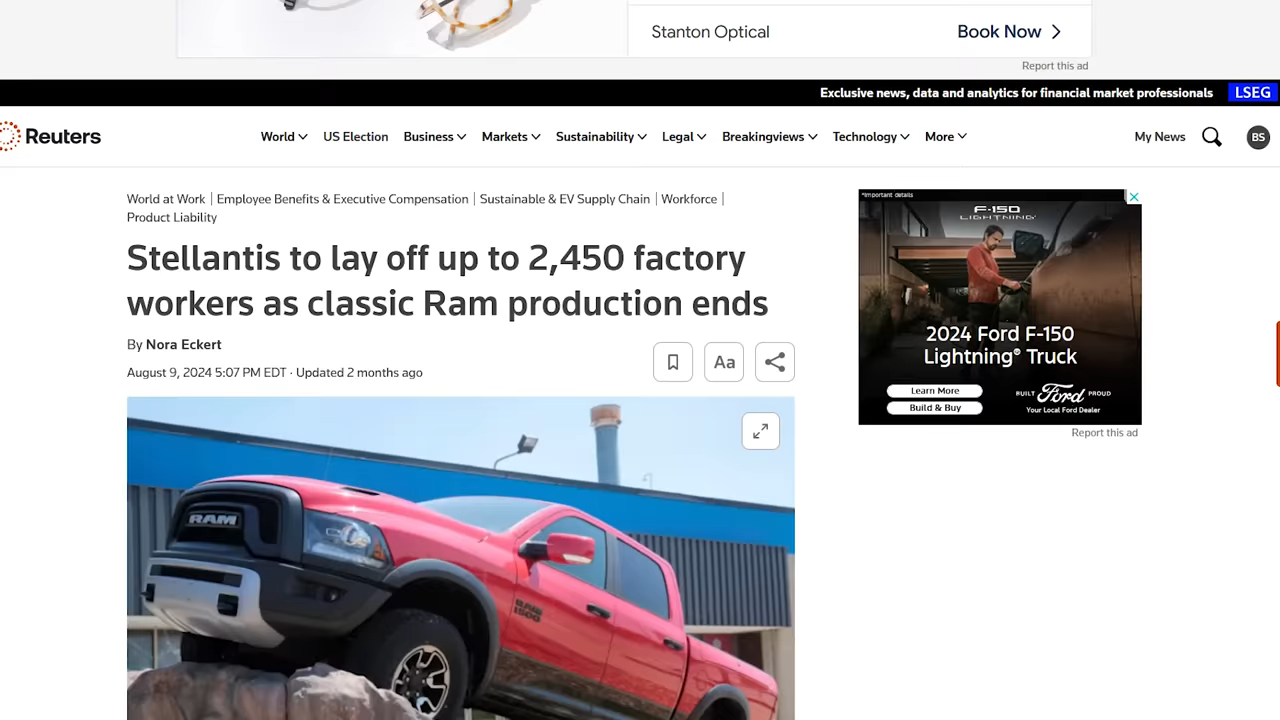 Stanton Optical
Book Now
Report this ad
Exclusive news, data and analytics for financial market professionals
LSEG
Reuters
World
US Election
Business
Markets
Sustainability
Legal
Breakingviews
Technology
More
My News
BS
World at Work | Employee Benefits & Executive Compensation | Sustainable & EV Supply Chain | Workforce |
Product Liability
Stellantis to lay off up to 2,450 factory
workers as classic Ram production ends
By Nora Eckert
August 9, 2024 5:07 PM EDT · Updated 2 months ago
Aa
RAM
RAM
1500
*Important details
F-150
LIGHTNING
2024 Ford F-150
Lightning® Truck
Learn More
Build & Buy
BUILT Ford PROUD
Your Local Ford Dealer
Report this ad